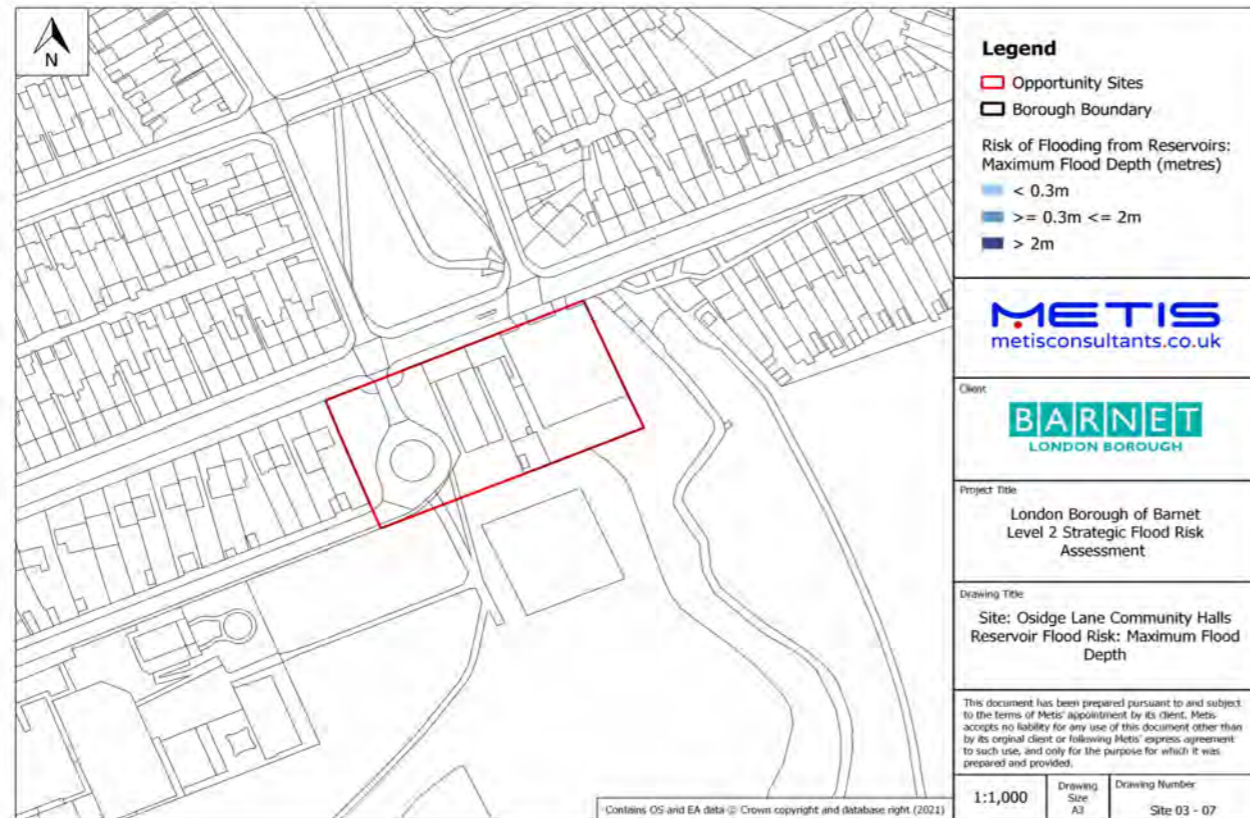 N
Legend
Opportunity Sites
Borough Boundary
Risk of Flooding from Reservoirs:
Maximum Flood Depth (metres)
< 0.3m
>= 0.3m <= 2m
> 2m
METIS
metisconsultants.co.uk
Client
BARNET
LONDON BOROUGH
Project Title
London Borough of Barnet
Level 2 Strategic Flood Risk
Assessment
Drawing Title
Site: Osidge Lane Community Halls
Reservoir Flood Risk: Maximum Flood
Depth
This document has been prepared pursuant to and subject
to the terms of Metis' appointment by its client. Metis
accepts no liability for any use of this document other than
by its orginal client or following Metis' express agreement
to such use, and only for the purpose for which it was
prepared and provided.
1:1,000
Drawing
Size
A3
Drawing Number
Site 03 - 07
Contains OS and EA data © Crown copyright and database right (2021)